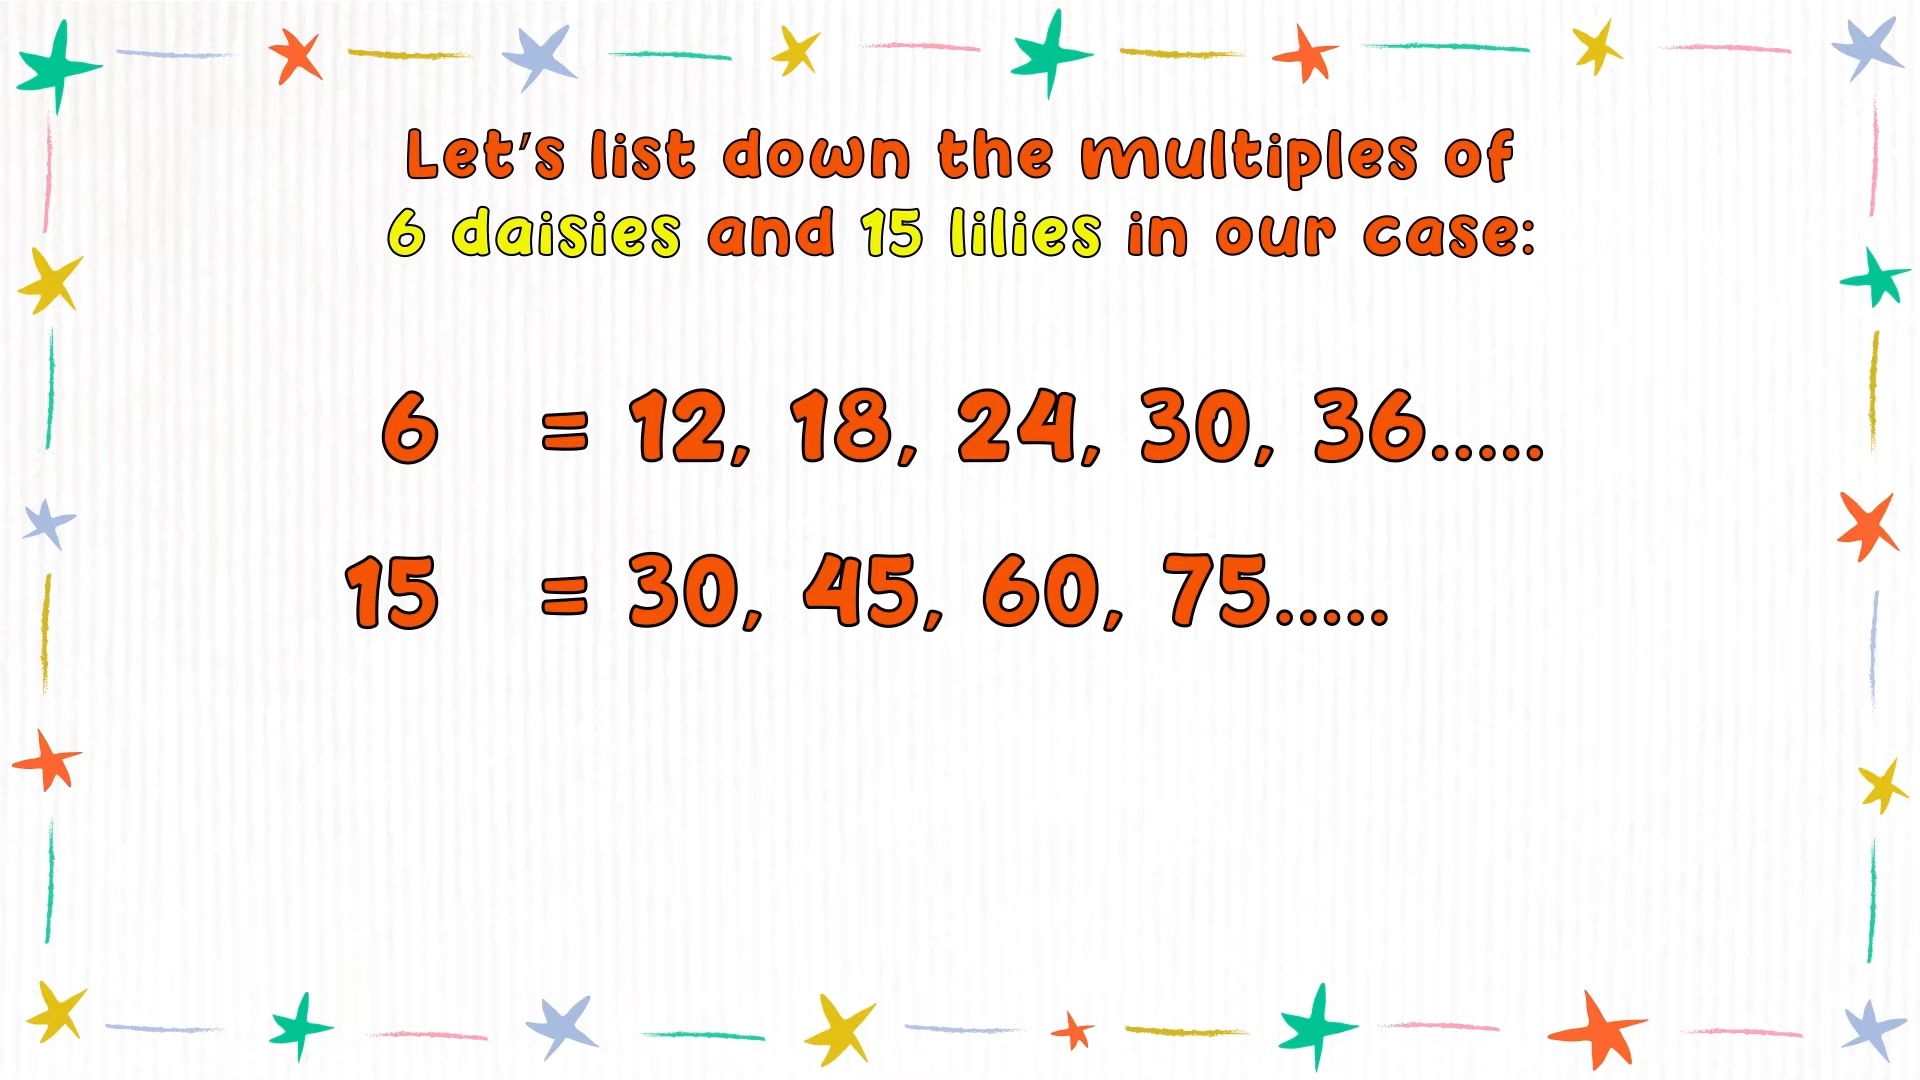 Let's list down the multiples of
6 daisies and 15 lilies in our case:
6 = 12, 18, 24, 30, 36.....
15 = 30, 45, 60, 75.....